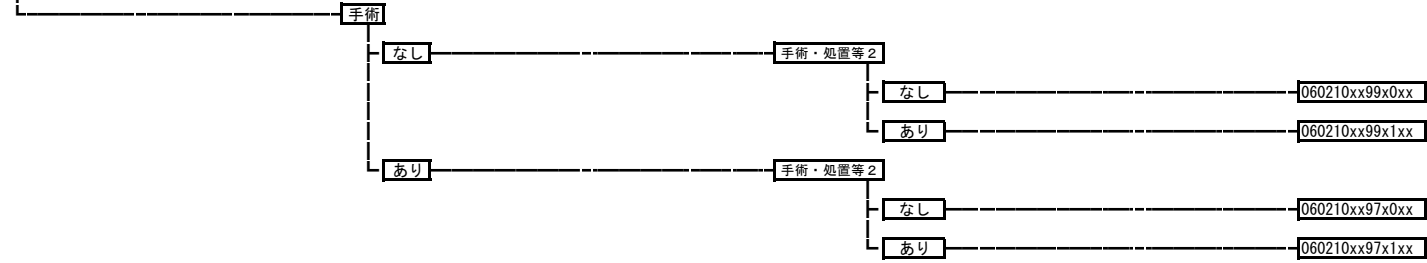 手術
なし 手術・処置等2
なし 060210xx99x0xx
あり 060210xx99x1xx
あり 手術・処置等2
なし 060210xx97x0xx
あり 060210xx97x1xx